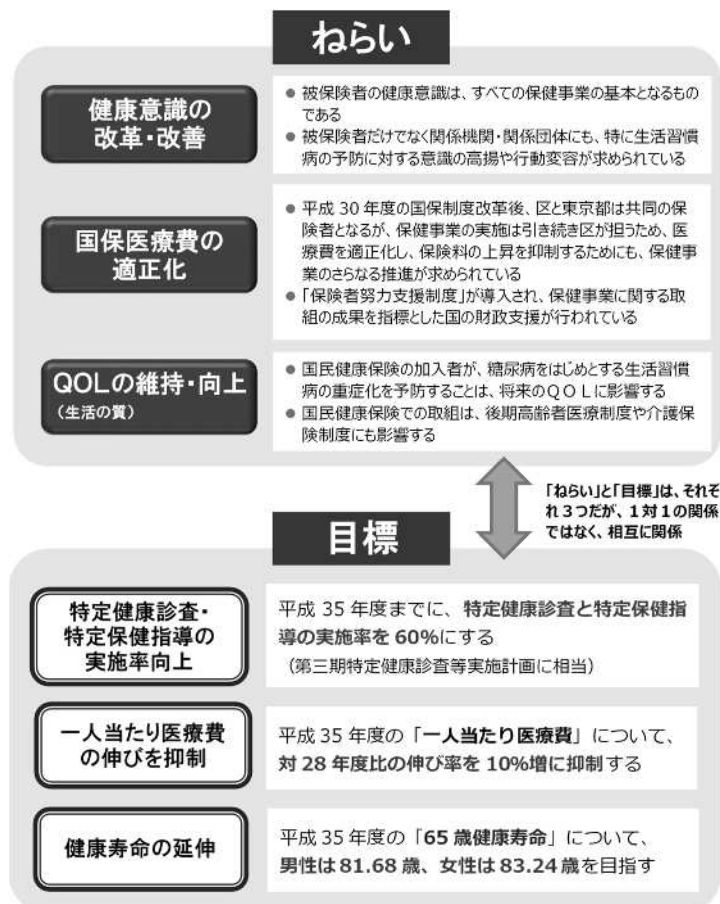 ねらい
健康意識の
改革・改善
● 被保険者の健康意識は、すべての保健事業の基本となるもの
である
● 被保険者だけでなく関係機関・関係団体にも、特に生活習慣
病の予防に対する意識の高揚や行動変容が求められている
国保医療費の
適正化
● 平成 30 年度の国保制度改革後、区と東京都は共同の保
険者となるが、保健事業の実施は引き続き区が担うため、医
療費を適正化し、保険料の上昇を抑制するためにも、保健事
業のさらなる推進が求められている
● 「保険者努力支援制度」が導入され、保健事業に関する取
組の成果を指標とした国の財政支援が行われている
QOLの維持・向上
（生活の質）
● 国民健康保険の加入者が、糖尿病をはじめとする生活習慣
病の重症化を予防することは、将来のＱＯＬに影響する
● 国民健康保険での取組は、後期高齢者医療制度や介護保
険制度にも影響する
「ねらい」と「目標」は、それぞ
れ３つだが、１対１の関係
ではなく、相互に関係
目標
特定健康診査・
特定保健指導の
実施率向上
平成 35 年度までに、特定健康診査と特定保健指
導の実施率を 60%にする
（第三期特定健康診査等実施計画に相当）
一人当たり医療費
の伸びを抑制
平成 35 年度の「一人当たり医療費」について、
対 28 年度比の伸び率を 10%増に抑制する
健康寿命の延伸
平成 35 年度の「65 歳健康寿命」について、
男性は 81.68 歳、女性は 83.24 歳を目指す